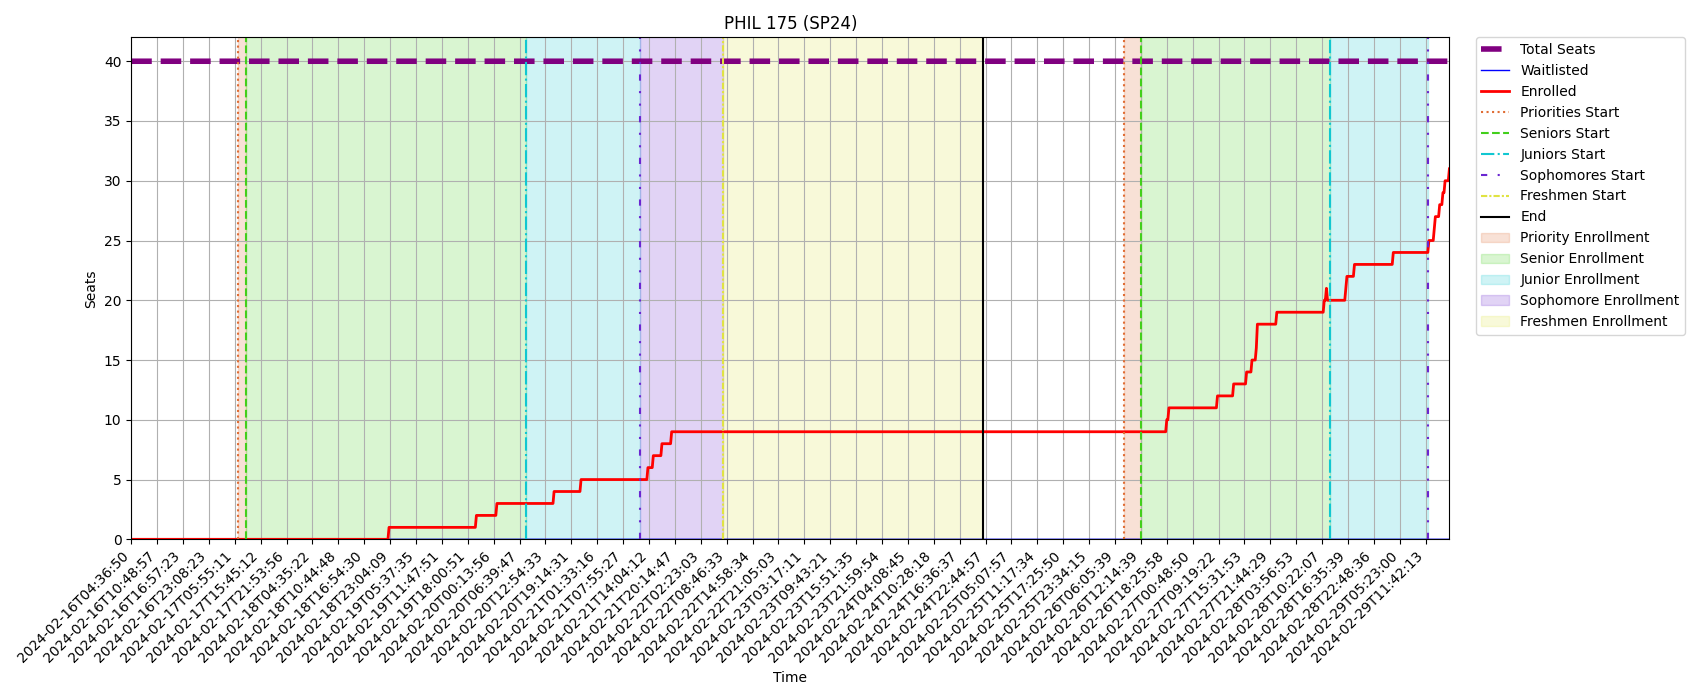 PHIL 175 (SP24)
Seats
40
35
30
25
20
15
10
5
0
2024-02-16T04:36:50
2024-02-16T10:48:57
2024-02-16T16:57:23
2024-02-16T23:08:23
2024-02-17T05:55:11
2024-02-17T15:45:12
2024-02-17T21:53:56
2024-02-18T04:35:22
2024-02-18T10:44:48
2024-02-18T16:54:30
2024-02-18T23:04:09
2024-02-19T05:37:35
2024-02-19T11:47:51
2024-02-19T18:00:51
2024-02-20T00:13:56
2024-02-20T06:39:47
2024-02-20T12:54:33
2024-02-20T19:14:31
2024-02-21T01:33:16
2024-02-21T07:55:27
2024-02-21T14:04:12
2024-02-21T20:14:47
2024-02-22T02:23:03
2024-02-22T08:46:33
2024-02-22T14:58:34
2024-02-22T21:05:03
2024-02-23T03:17:11
2024-02-23T09:43:21
2024-02-23T15:51:35
2024-02-23T21:59:54
2024-02-24T04:08:45
2024-02-24T10:28:18
2024-02-24T16:36:37
2024-02-24T22:44:57
2024-02-25T05:07:57
2024-02-25T11:17:34
2024-02-25T17:25:50
2024-02-25T23:34:15
2024-02-26T06:05:39
2024-02-26T12:14:39
2024-02-26T18:25:58
2024-02-27T00:48:50
2024-02-27T09:19:22
2024-02-27T15:31:53
2024-02-27T21:44:29
2024-02-28T03:56:53
2024-02-28T10:22:07
2024-02-28T16:35:39
2024-02-28T22:48:36
2024-02-29T05:23:00
2024-02-29T11:42:13
Time
Total Seats
Waitlisted
Enrolled
Priorities Start
Seniors Start
Juniors Start
Sophomores Start
Freshmen Start
End
Priority Enrollment
Senior Enrollment
Junior Enrollment
Sophomore Enrollment
Freshmen Enrollment